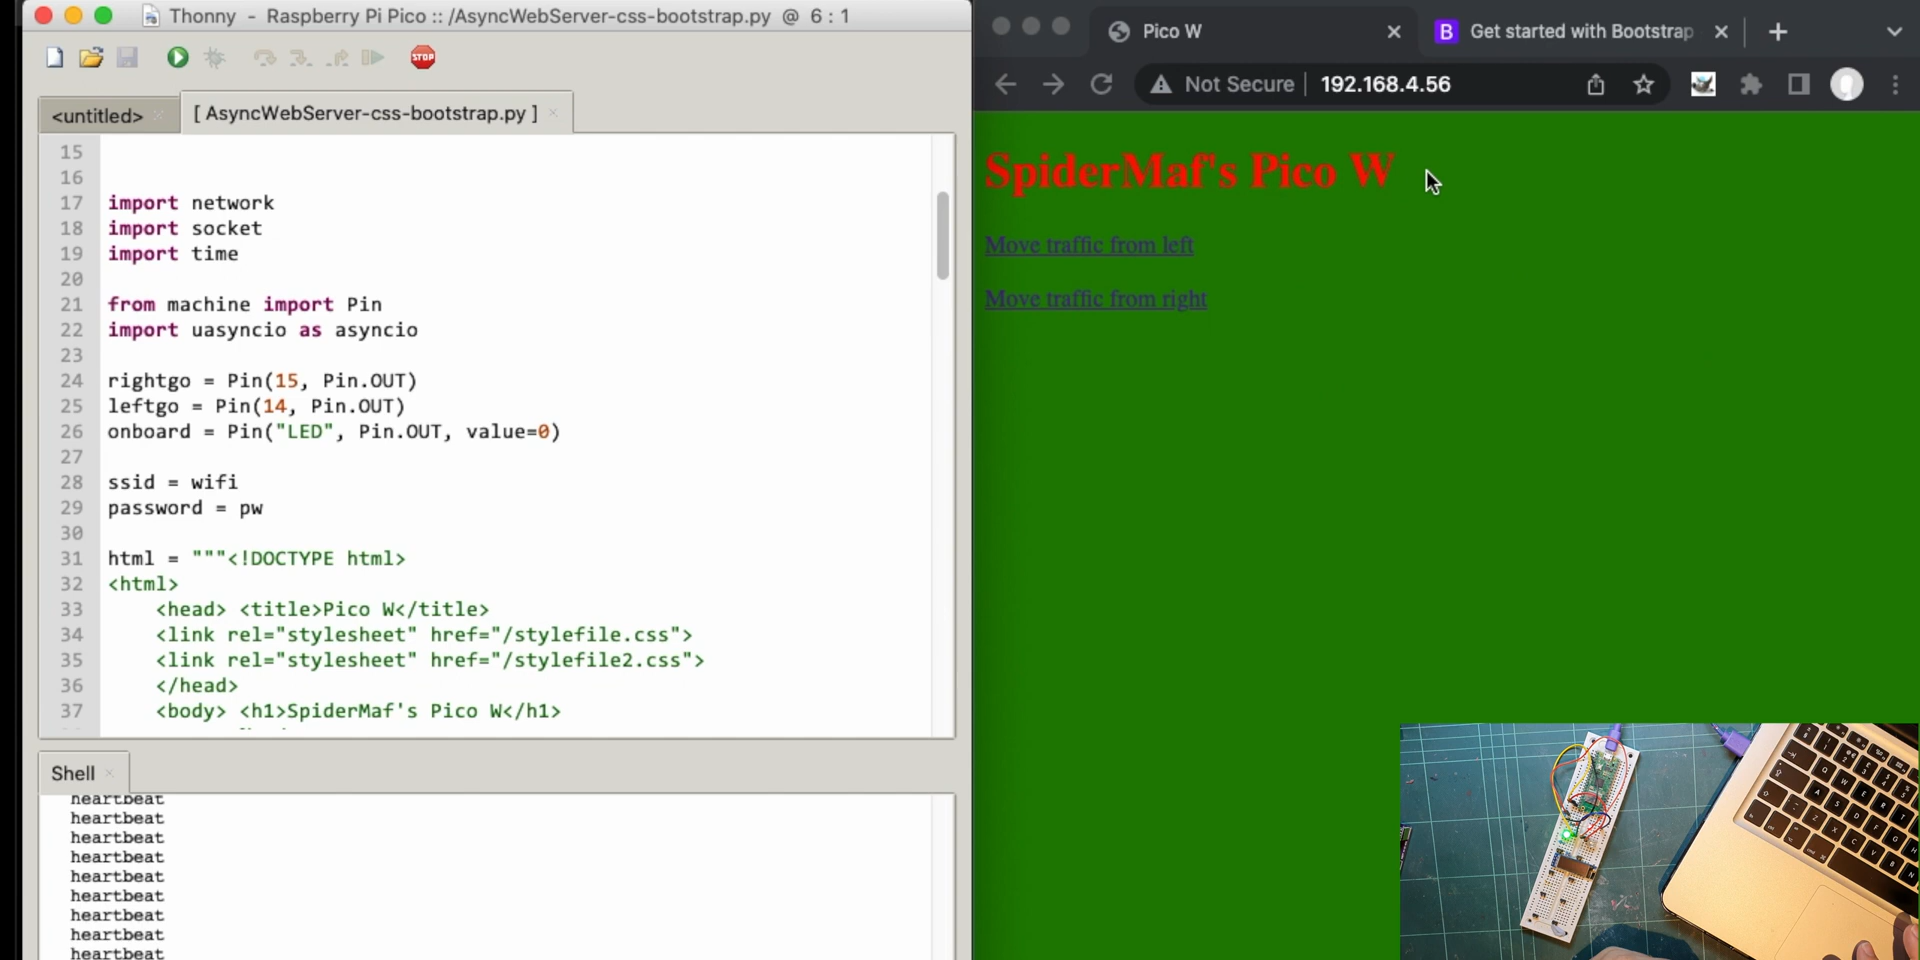 Thonny - Raspberry Pi Pico :: /AsyncWebServer-css-bootstrap.py @ 6 : 1
STOP
<untitled>
[ AsyncWebServer-css-bootstrap.py ]
15
16
17 import network
18 import socket
19 import time
20
21 from machine import Pin
22 import uasyncio as asyncio
23
24 rightgo = Pin(15, Pin.OUT)
25 leftgo = Pin(14, Pin.OUT)
26 onboard = Pin("LED", Pin.OUT, value=0)
27
28 ssid = wifi
29 password = pw
30
31 html = """<!DOCTYPE html>
32 <html>
33 <head> <title>Pico W</title>
34 <link rel="stylesheet" href="/stylefile.css">
35 <link rel="stylesheet" href="/stylefile2.css">
36 </head>
37 <body> <h1>SpiderMaf's Pico W</h1>
Shell
heartbeat
heartbeat
heartbeat
heartbeat
heartbeat
heartbeat
heartbeat
heartbeat
heartbeat
Pico W
B Get started with Bootstrap
Not Secure 192.168.4.56
SpiderMaf's Pico W
Move traffic from left
Move traffic from right